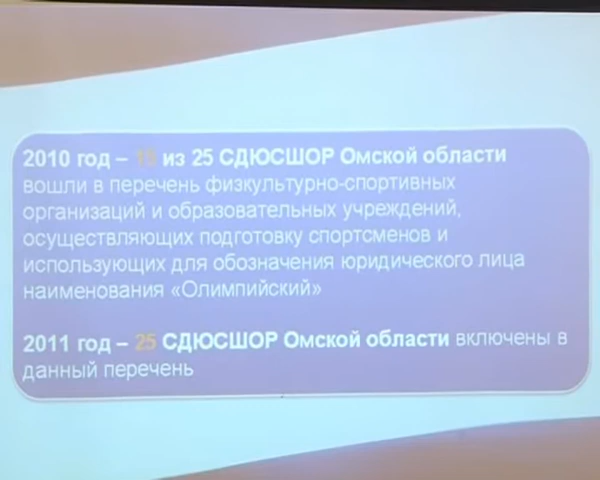 2010 год – из 25 СДЮСШОР Омской области
вошли в перечень физкультурно-спортивных
организаций и образовательных учреждений,
осуществляющих подготовку спортсменов и
использующих для обозначения юридического лица
наименования «Олимпийский»
2011 год – 25 СДЮСШОР Омской области включены в
данный перечень